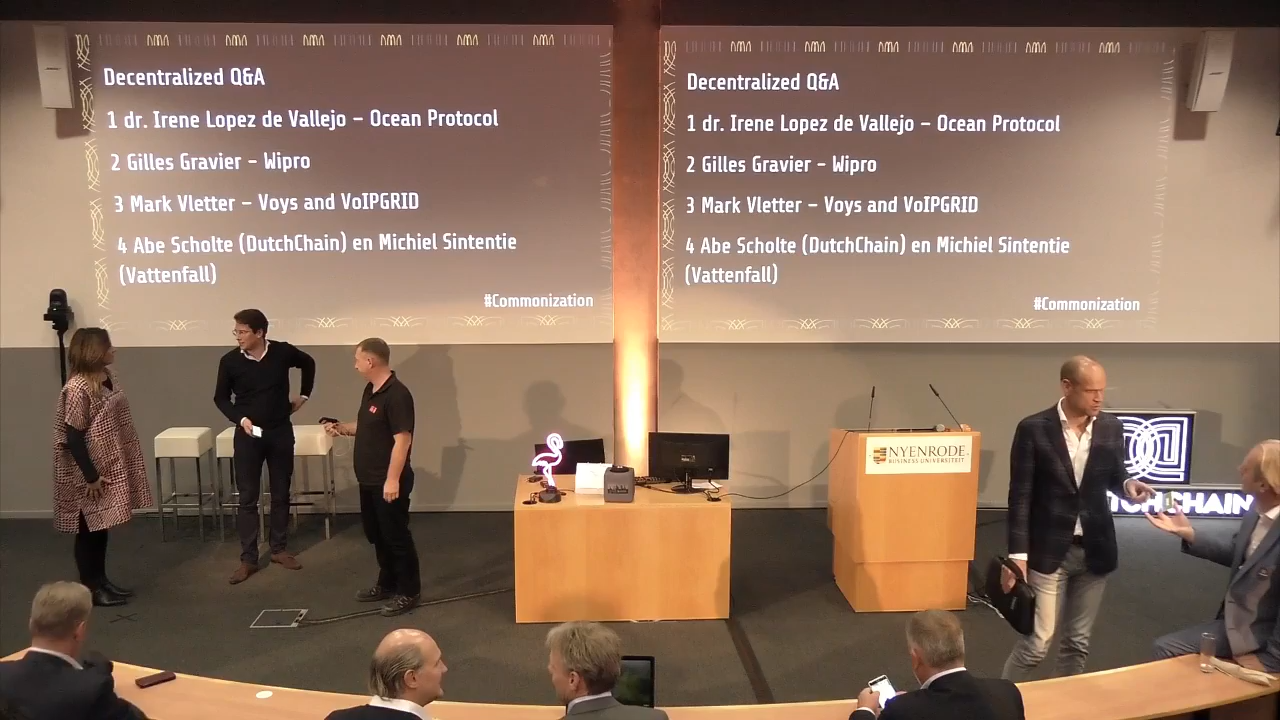 Decentralized Q&A
1 dr. Irene Lopez de Vallejo – Ocean Protocol
2 Gilles Gravier – Wipro
3 Mark Vletter – Voys and VoIPGRID
4 Abe Scholte (DutchChain) en Michiel Sintentie
(Vattenfall)
#Commonization
Decentralized Q&A
1 dr. Irene Lopez de Vallejo – Ocean Protocol
2 Gilles Gravier – Wipro
3 Mark Vletter – Voys and VoIPGRID
4 Abe Scholte (DutchChain) en Michiel Sintentie
(Vattenfall)
#Commonization
NYENRODE
BUSINESS UNIVERSITEIT
TCHCHAIN